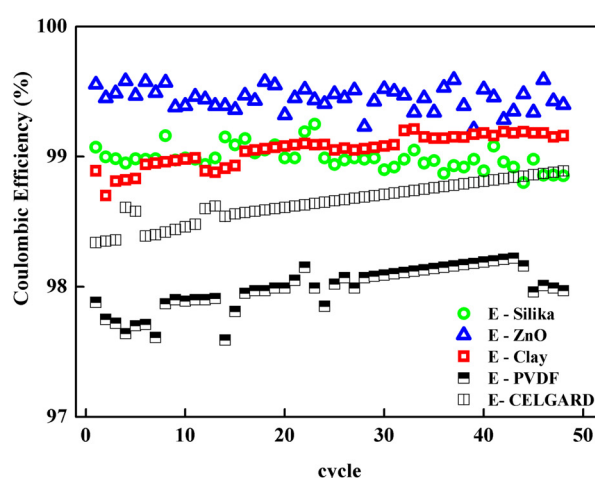 100
99
98
97
Coulombic Efficiency (%)
E - Silika
E - ZnO
E - Clay
E - PVDF
E- CELGARD
0 10 20 30 40 50
cycle